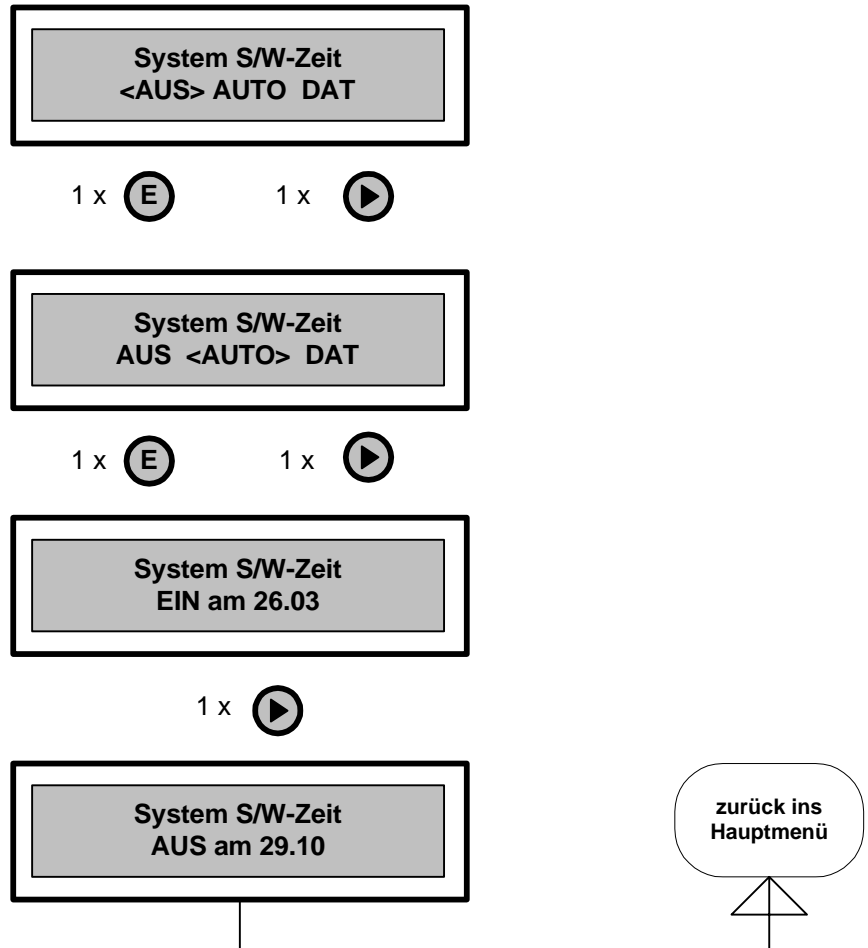 System S/W-Zeit
<AUS> AUTO DAT
1 x E 1 x
System S/W-Zeit
AUS <AUTO> DAT
1 x E 1 x
System S/W-Zeit
EIN am 26.03
1 x
System S/W-Zeit
AUS am 29.10
zurück ins
Hauptmenü